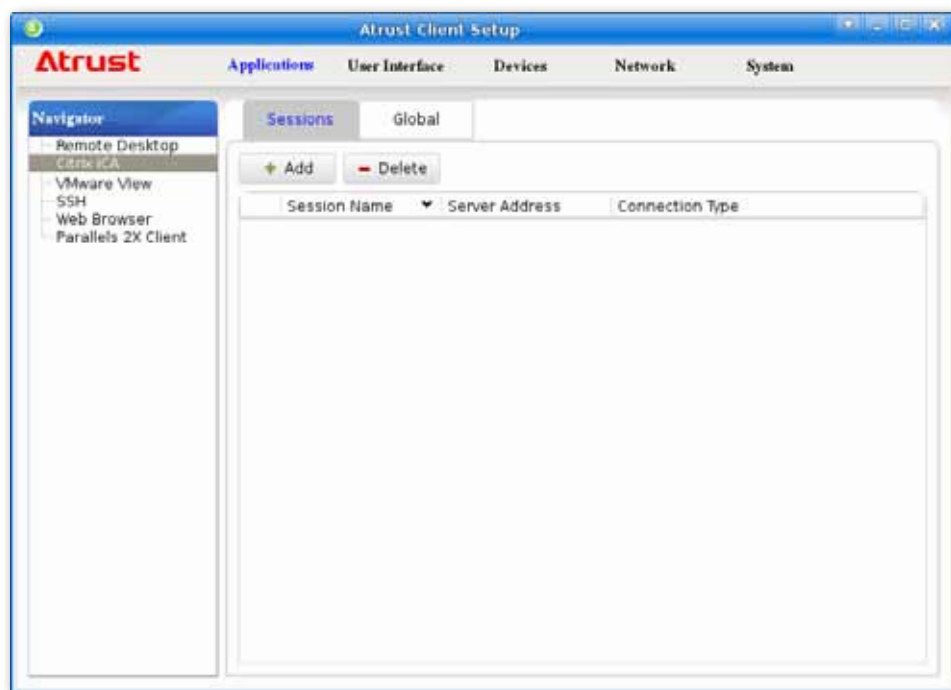 Atrust Client Setup
Atrust Applications User Interface Devices Network System
Navigator
Remote Desktop
Citrix ICA
VMware View
SSH
Web Browser
Parallels 2X Client
Sessions Global
+ Add - Delete
Session Name Server Address Connection Type